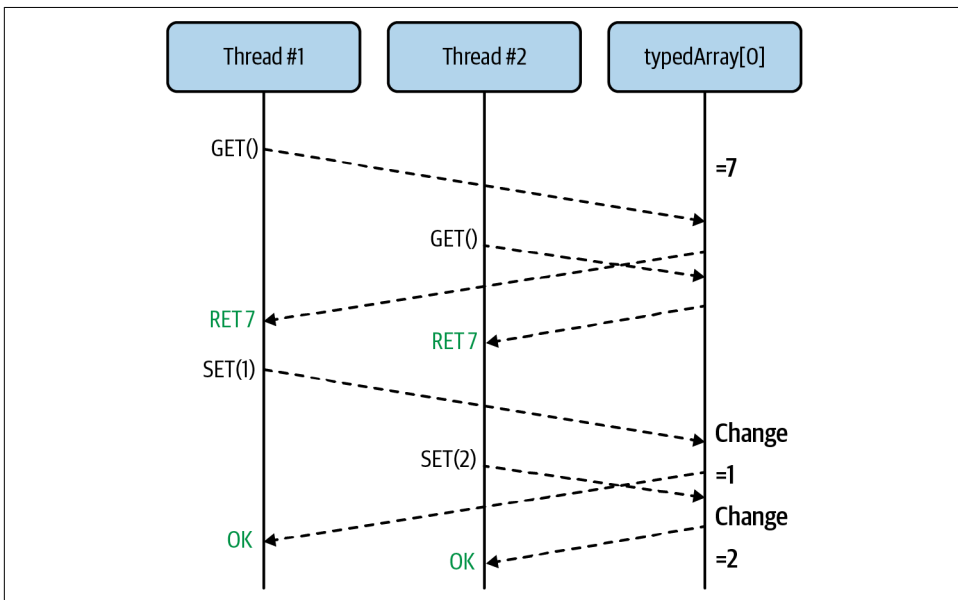 Thread #1
Thread #2
typedArray[0]
GET()
=7
GET()
RET 7
RET 7
SET(1)
Change
SET(2)
=1
Change
OK
OK
=2